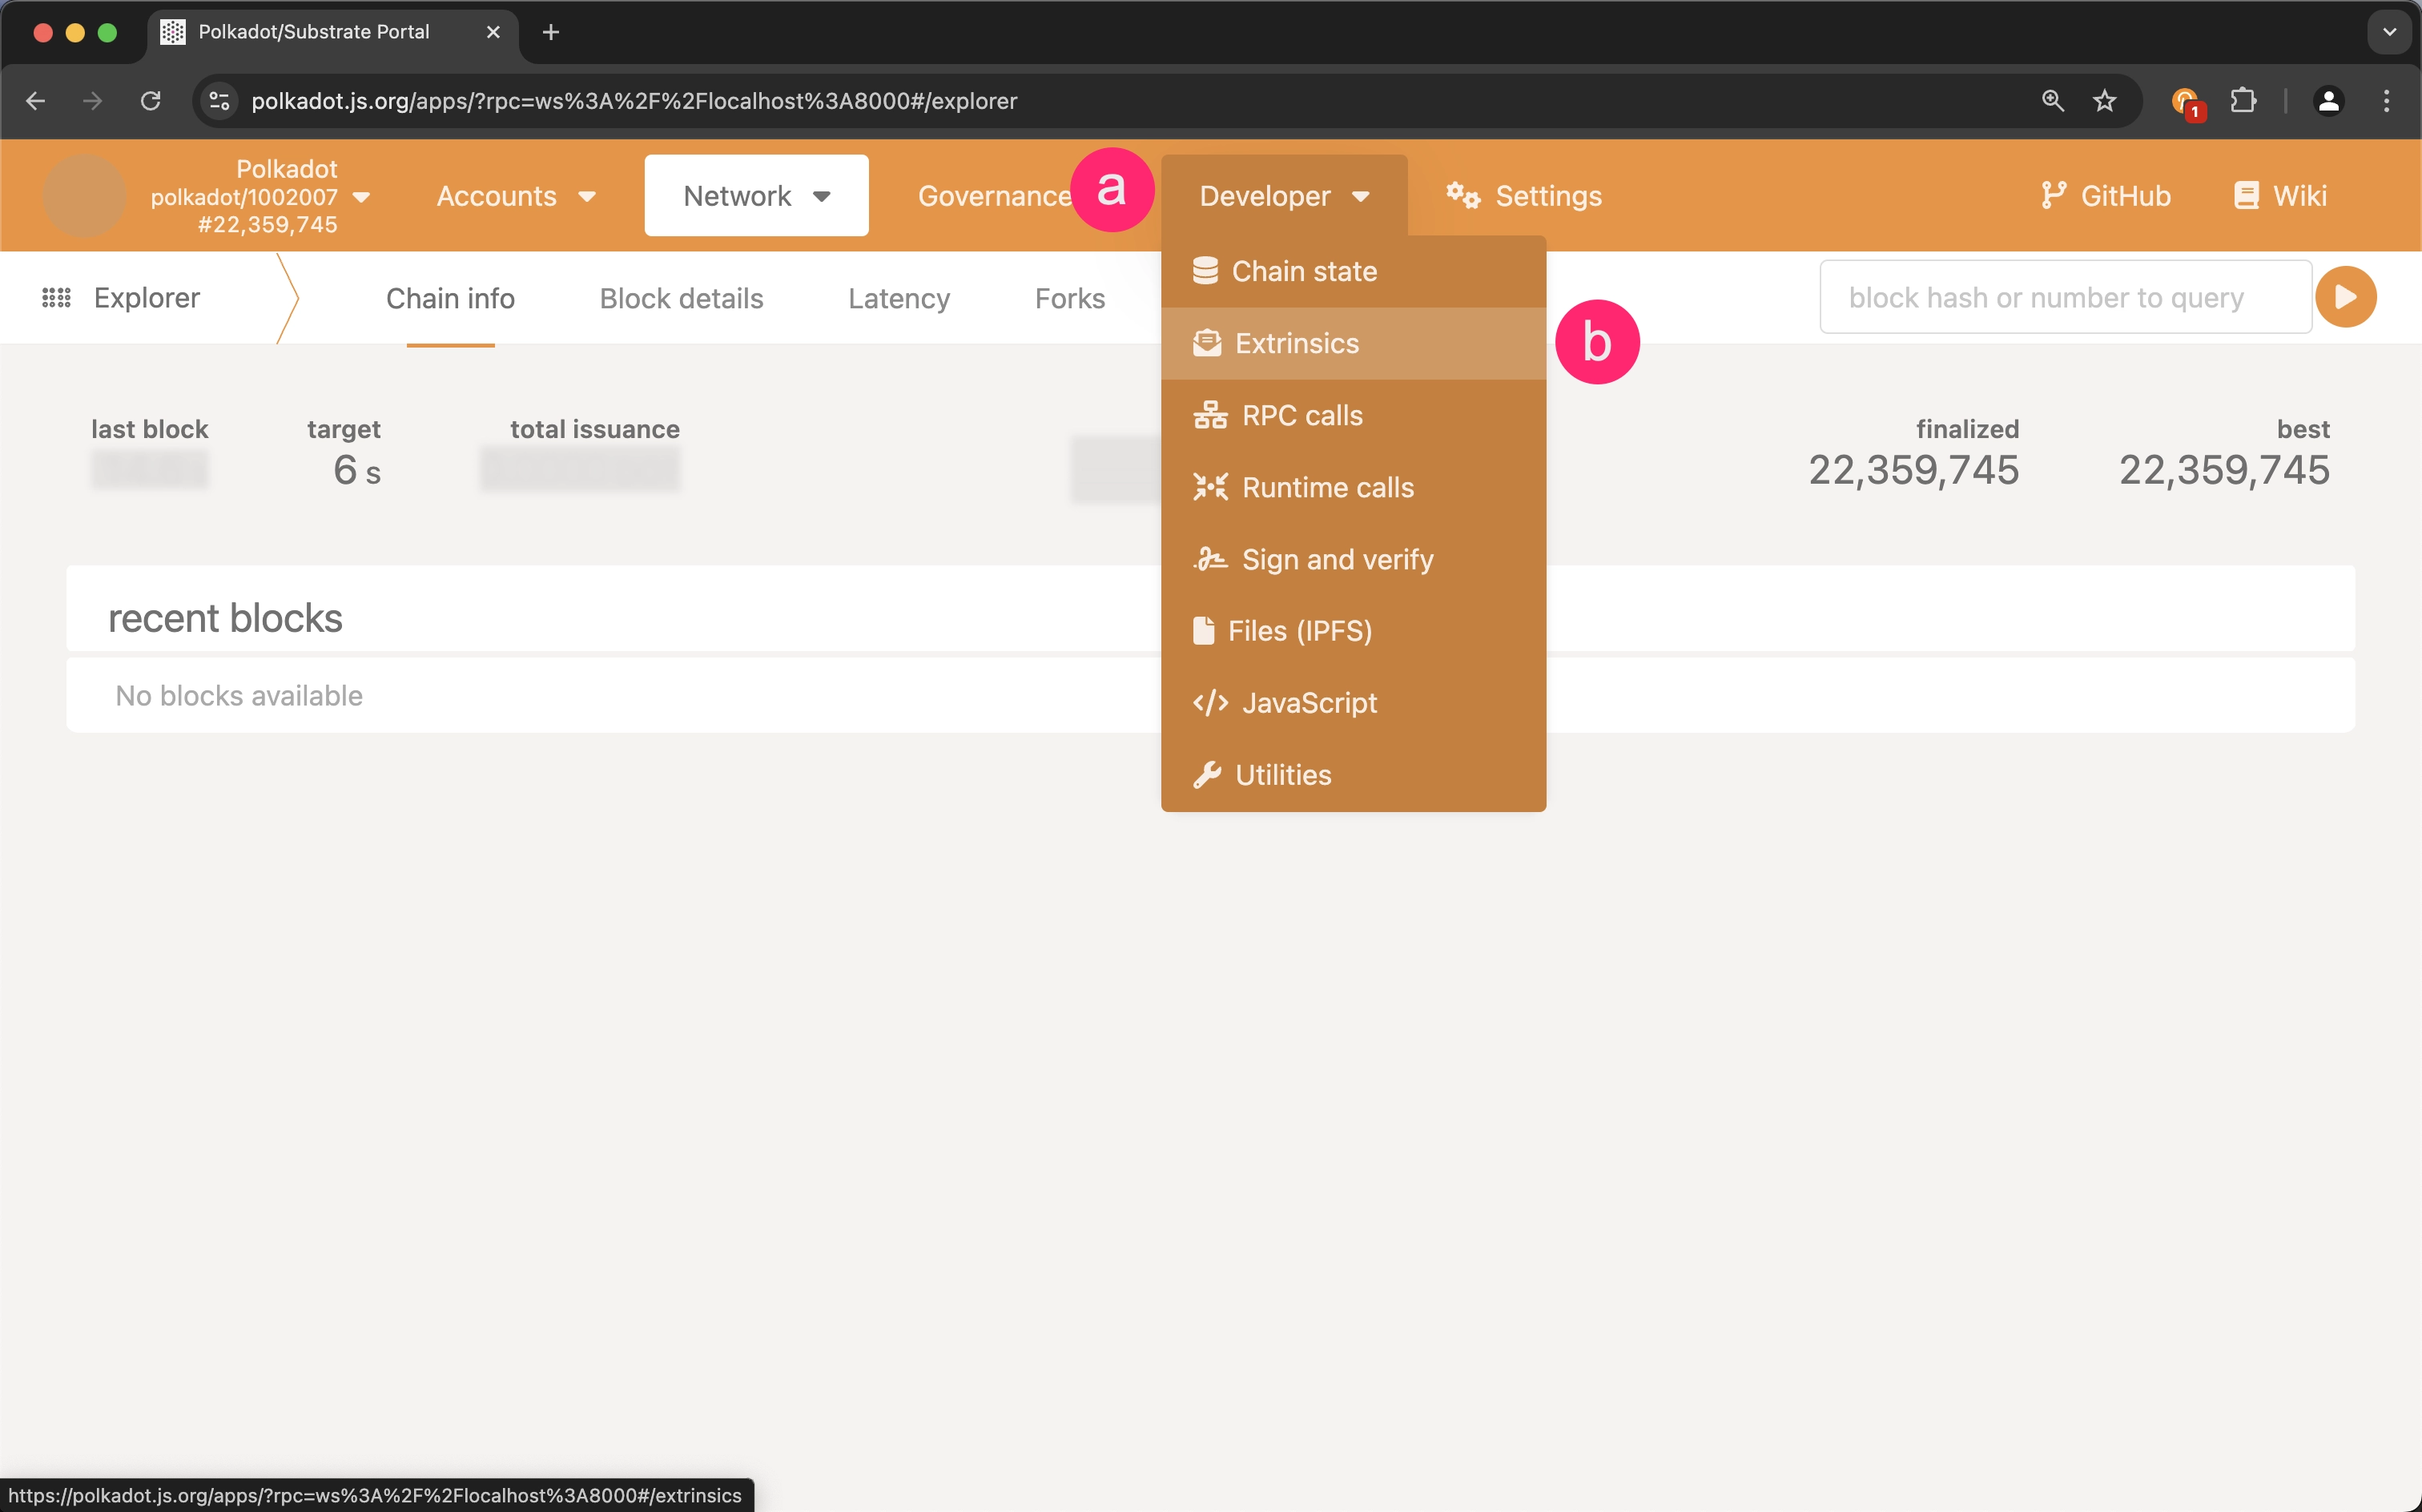 Polkadot/Substrate Portal
polkadot.js.org/apps/?rpc=ws%3A%2F%2Flocalhost%3A8000#/explorer
1
Polkadot
polkadot/1002007
#22,359,745
Accounts
Network
Governance
a
Developer
Settings
GitHub
Wiki
Explorer
Chain info
Block details
Latency
Forks
block hash or number to query
Chain state
Extrinsics
b
RPC calls
Runtime calls
Sign and verify
Files (IPFS)
JavaScript
Utilities
last block
target
6 s
total issuance
finalized
22,359,745
best
22,359,745
recent blocks
No blocks available
https://polkadot.js.org/apps/?rpc=ws%3A%2F%2Flocalhost%3A8000#/extrinsics